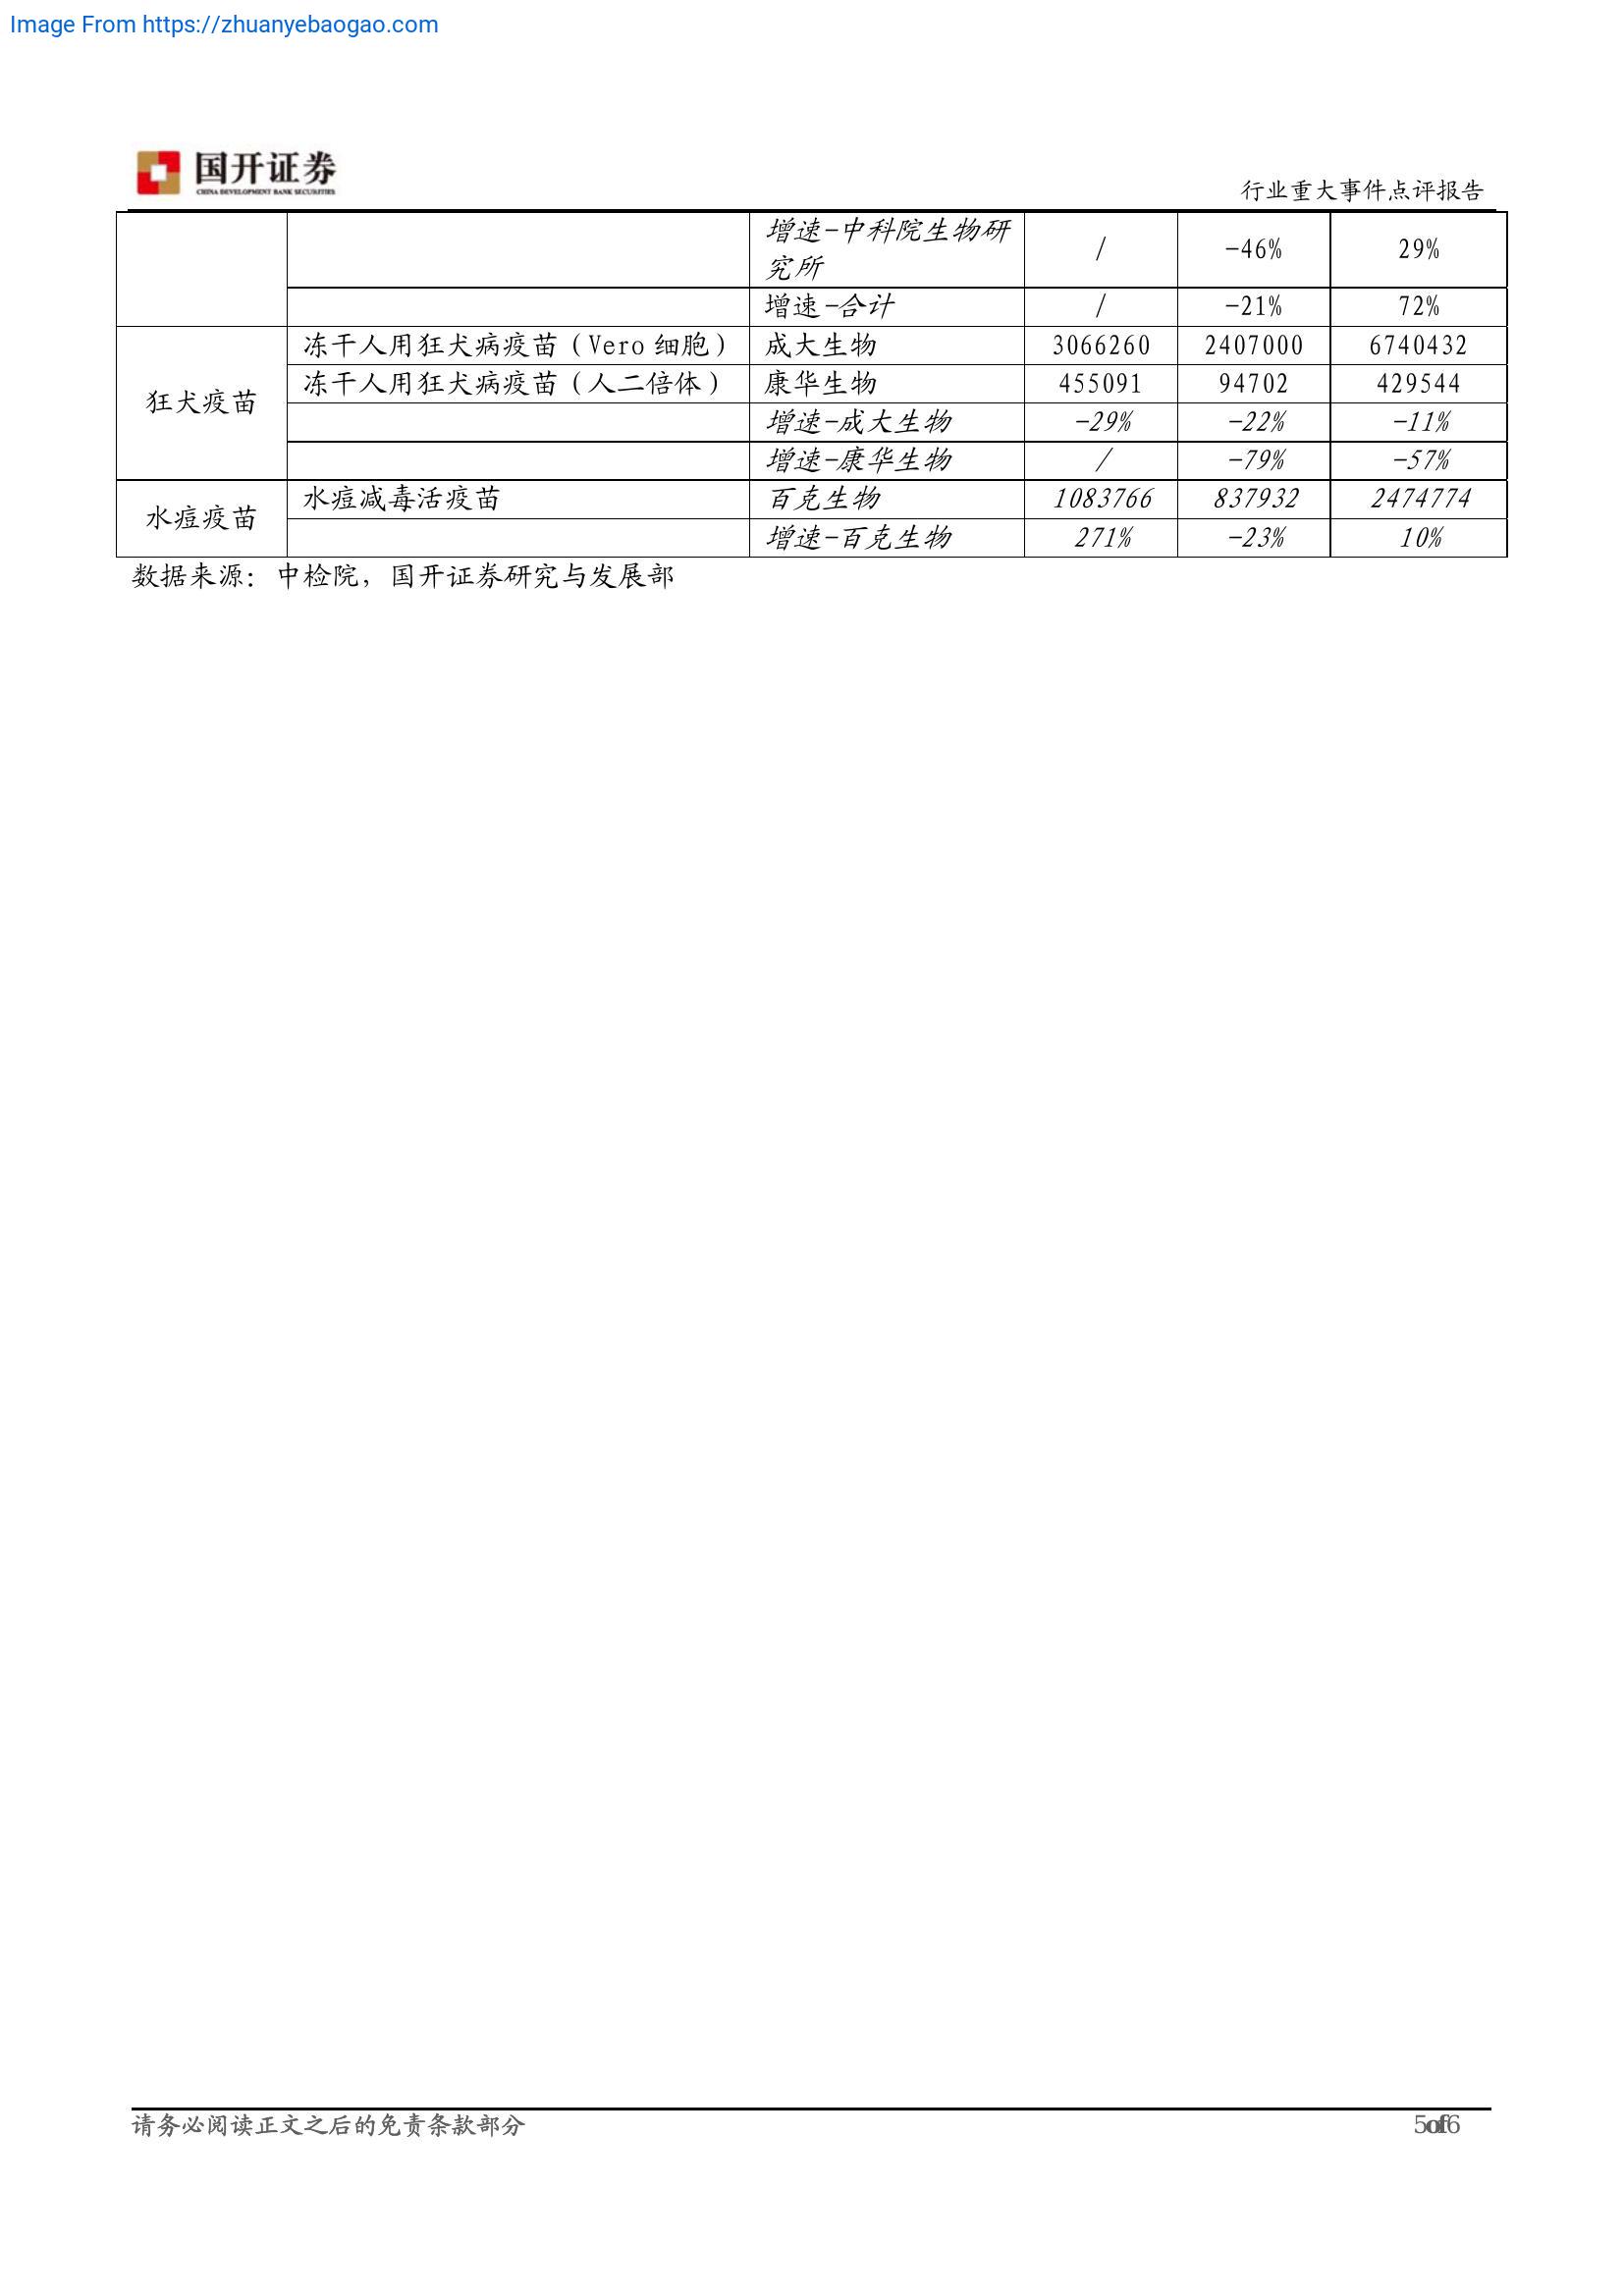 Image From https://zhuanyebaogao.com
国开证券
CHINA DEVELOPMENT BANK SECURITIES
行业重大事件点评报告
增速-中科院生物研
究所 / -46% 29%
增速-合计 / -21% 72%
狂犬疫苗
冻干人用狂犬病疫苗（Vero 细胞） 成大生物 3066260 2407000 6740432
冻干人用狂犬病疫苗（人二倍体） 康华生物 455091 94702 429544
增速-成大生物 -29% -22% -11%
增速-康华生物 / -79% -57%
水痘疫苗
水痘减毒活疫苗 百克生物 1083766 837932 2474774
增速-百克生物 271% -23% 10%
数据来源：中检院，国开证券研究与发展部
请务必阅读正文之后的免责条款部分 5of6